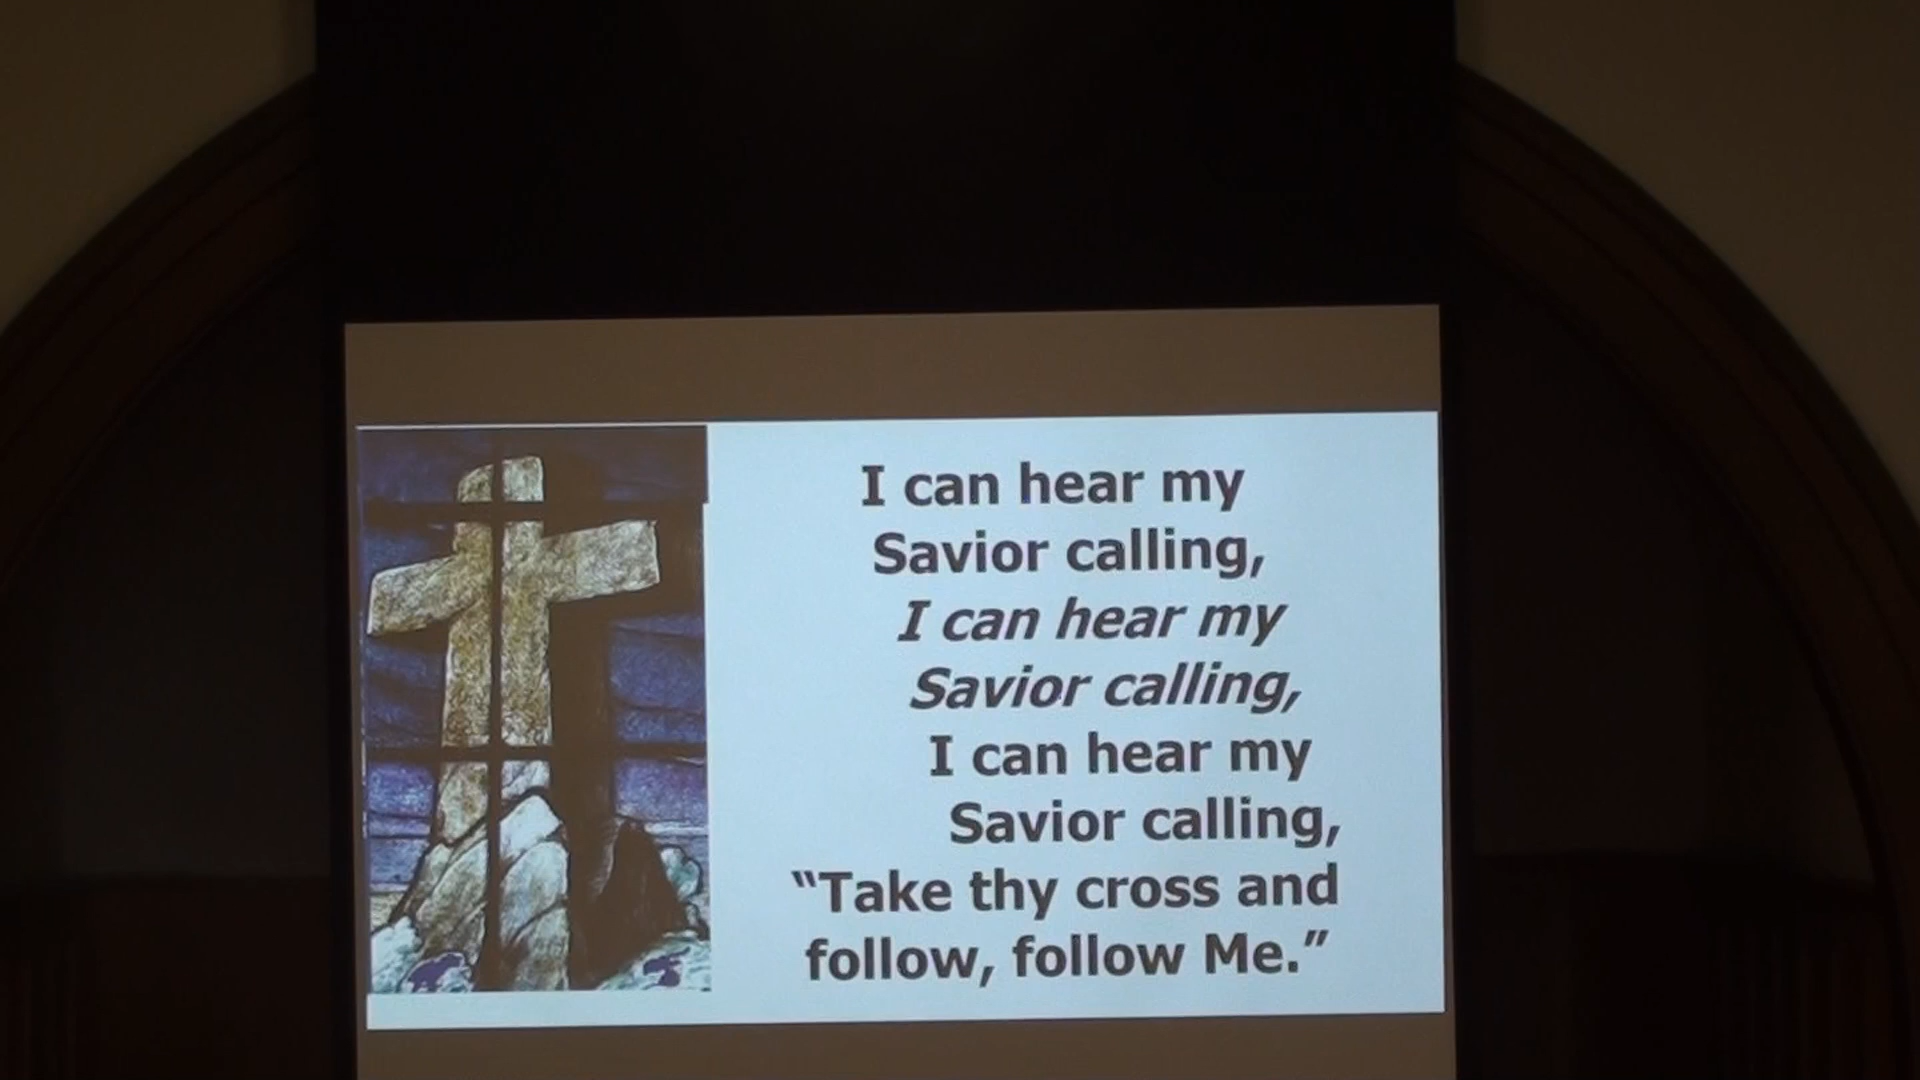 I can hear my
Savior calling,
I can hear my
Savior calling,
I can hear my
Savior calling,
“Take thy cross and
follow, follow Me.”